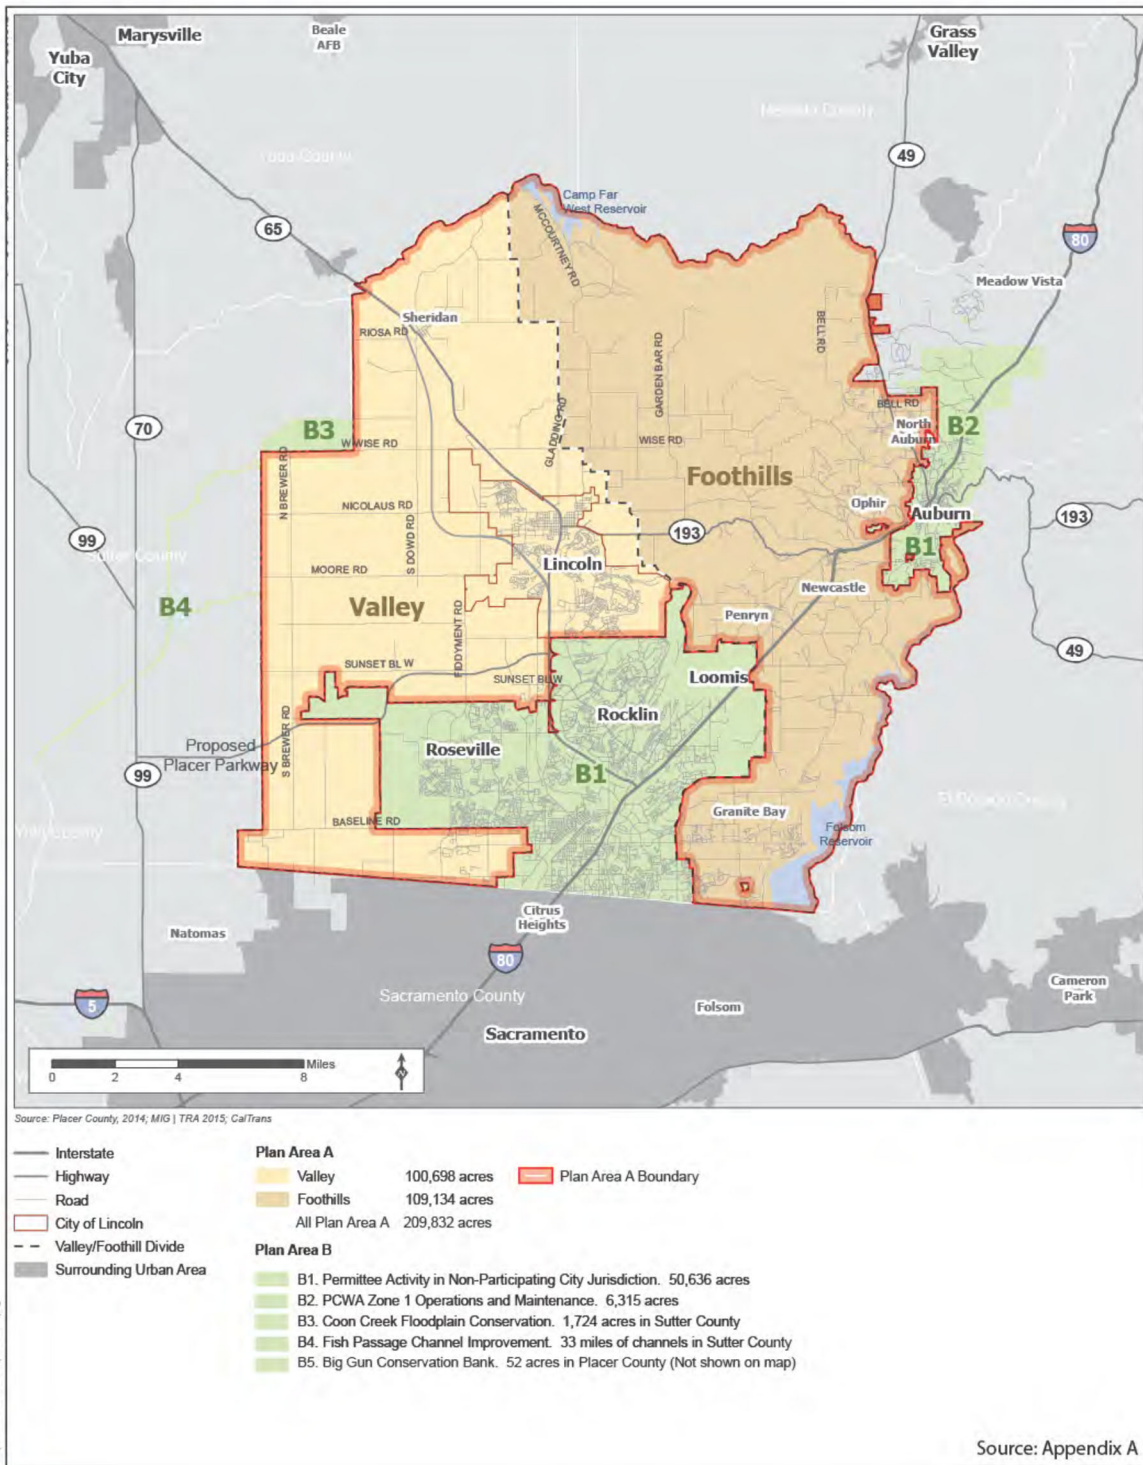 Marysville
Beale
AFB
Grass
Valley
Yuba
City
Nevada County
Yuba County
49
Camp Far
West Reservoir
65
80
MCCOURTNEY RD
Meadow Vista
Sheridan
RIOSA RD
BELL RD
GARDEN BAR RD
BELL RD
70
B3
W WISE RD
GLADDING RD
WISE RD
North
Auburn
B2
N BREWER RD
Foothills
NICOLAUS RD
Ophir
Auburn
193
193
99
S DOWD RD
B1
Sutter County
Lincoln
MOORE RD
Newcastle
B4
Valley
FIDDYMENT RD
Penryn
49
SUNSET BL W
SUNSET BL W
Loomis
Rocklin
S BREWER RD
Roseville
Proposed
Placer Parkway
99
B1
El Dorado County
Granite Bay
BASELINE RD
Folsom
Reservoir
Citrus
Heights
Natomas
80
Cameron
Park
Sacramento County
5
Folsom
Sacramento
Miles
0 2 4 8
N
Source: Placer County, 2014; MIG | TRA 2015; CalTrans
Interstate
Highway
Road
City of Lincoln
Valley/Foothill Divide
Surrounding Urban Area
Plan Area A
Valley 100,698 acres
Plan Area A Boundary
Foothills 109,134 acres
All Plan Area A 209,832 acres
Plan Area B
B1. Permittee Activity in Non-Participating City Jurisdiction. 50,636 acres
B2. PCWA Zone 1 Operations and Maintenance. 6,315 acres
B3. Coon Creek Floodplain Conservation. 1,724 acres in Sutter County
B4. Fish Passage Channel Improvement. 33 miles of channels in Sutter County
B5. Big Gun Conservation Bank. 52 acres in Placer County (Not shown on map)
Source: Appendix A